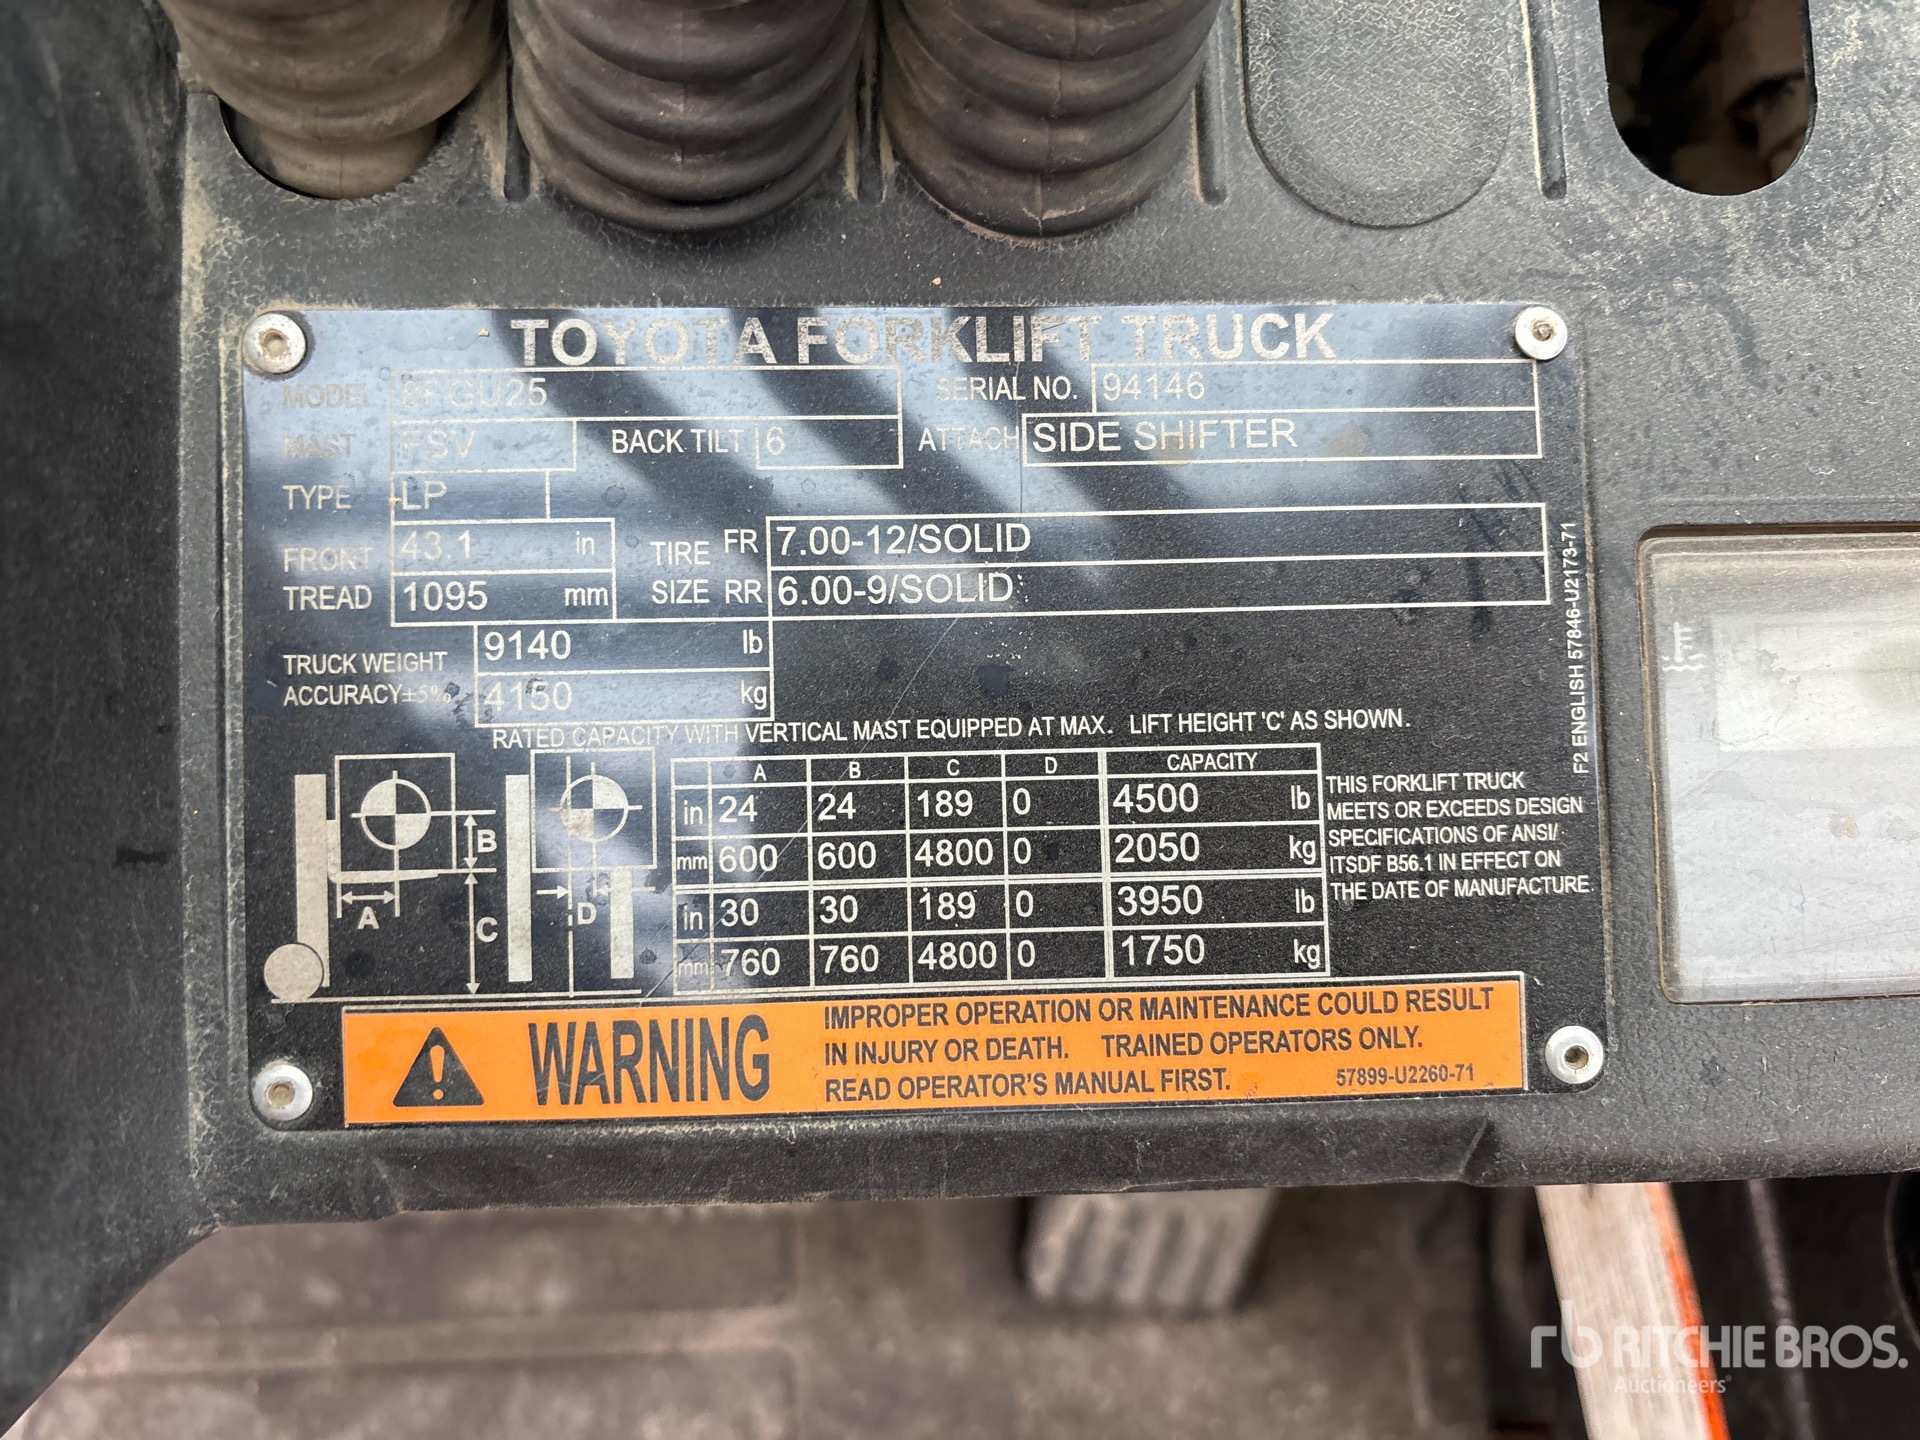 TOYOTA FORKLIFT TRUCK
MODEL 8FGU25 SERIAL NO. 94146
MAST FSV BACK TILT 6 ATTACH SIDE SHIFTER
TYPE LP
FRONT 43.1 in TIRE FR 7.00-12/SOLID
TREAD 1095 mm SIZE RR 6.00-9/SOLID
TRUCK WEIGHT 9140 lb
ACCURACY±5% 4150 kg
RATED CAPACITY WITH VERTICAL MAST EQUIPPED AT MAX. LIFT HEIGHT 'C' AS SHOWN.
A B C D CAPACITY
in 24 24 189 0 4500 lb
mm 600 600 4800 0 2050 kg
in 30 30 189 0 3950 lb
mm 760 760 4800 0 1750 kg
B
A
C
D
THIS FORKLIFT TRUCK
MEETS OR EXCEEDS DESIGN
SPECIFICATIONS OF ANSI/
ITSDF B56.1 IN EFFECT ON
THE DATE OF MANUFACTURE.
F2 ENGLISH 57846-U2173-71
WARNING
IMPROPER OPERATION OR MAINTENANCE COULD RESULT
IN INJURY OR DEATH. TRAINED OPERATORS ONLY.
READ OPERATOR'S MANUAL FIRST. 57899-U2260-71
rb RITCHIE BROS.
Auctioneers